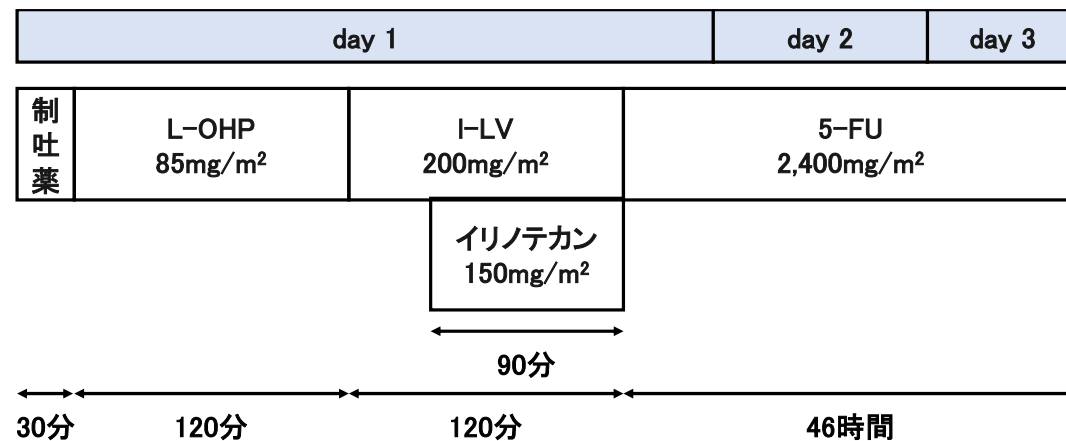 day 1
day 2
day 3
制吐薬
L-OHP
85mg/m²
l-LV
200mg/m²
5-FU
2,400mg/m²
イリノテカン
150mg/m²
90分
30分
120分
120分
46時間